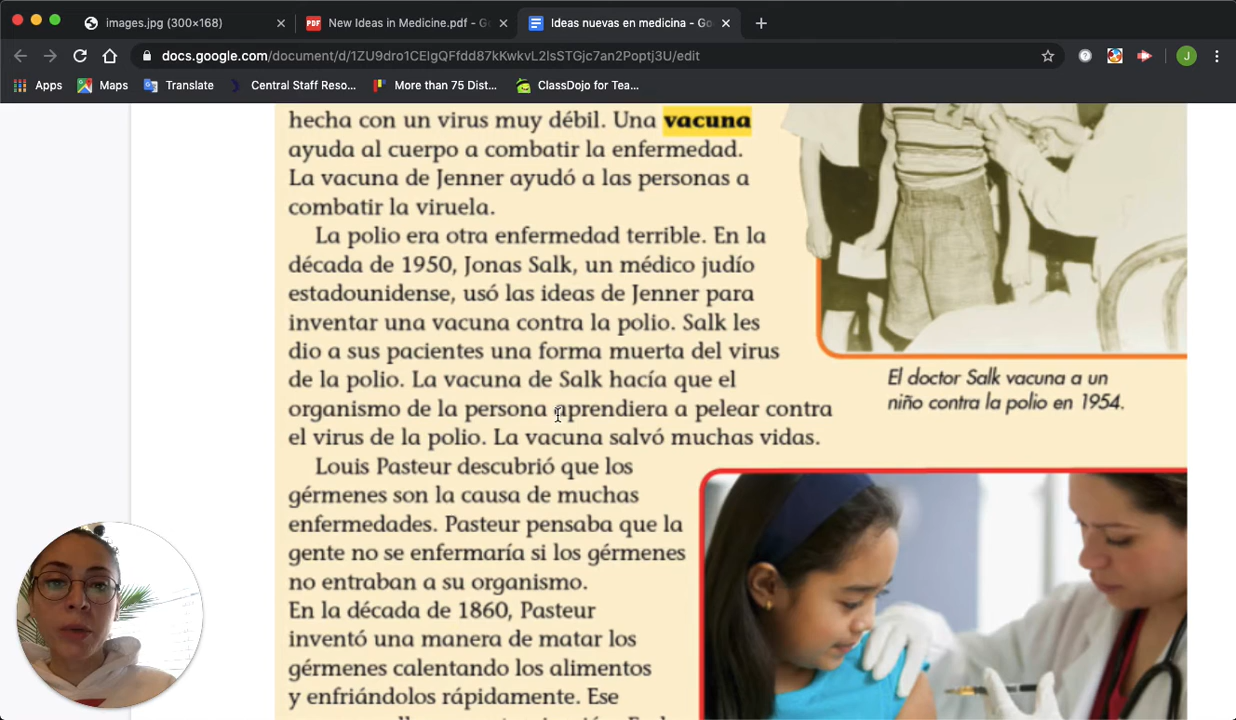 images.jpg (300×168)
New Ideas in Medicine.pdf - Go
Ideas nuevas en medicina - Go
docs.google.com/document/d/1ZU9dro1CElgQFfdd87kKwkvL2lsSTGjc7an2Poptj3U/edit
J
Apps
Maps
Translate
Central Staff Reso...
More than 75 Dist...
ClassDojo for Tea...
hecha con un virus muy débil. Una vacuna
ayuda al cuerpo a combatir la enfermedad.
La vacuna de Jenner ayudó a las personas a
combatir la viruela.
La polio era otra enfermedad terrible. En la
década de 1950, Jonas Salk, un médico judío
estadounidense, usó las ideas de Jenner para
inventar una vacuna contra la polio. Salk les
dio a sus pacientes una forma muerta del virus
de la polio. La vacuna de Salk hacía que el
organismo de la persona aprendiera a pelear contra
el virus de la polio. La vacuna salvó muchas vidas.
El doctor Salk vacuna a un
niño contra la polio en 1954.
Louis Pasteur descubrió que los
gérmenes son la causa de muchas
enfermedades. Pasteur pensaba que la
gente no se enfermaría si los gérmenes
no entraban a su organismo.
En la década de 1860, Pasteur
inventó una manera de matar los
gérmenes calentando los alimentos
y enfriándolos rápidamente. Ese